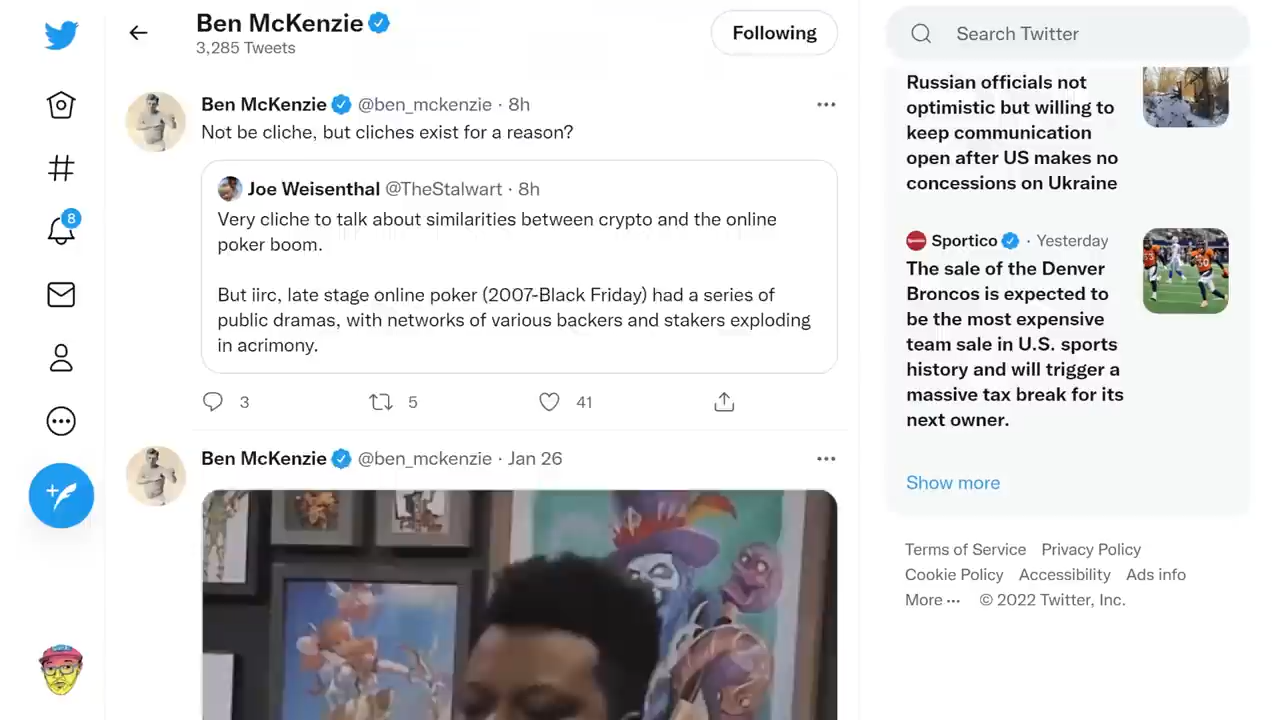 Ben McKenzie
3,285 Tweets
Following
Ben McKenzie @ben_mckenzie · 8h
Not be cliche, but cliches exist for a reason?
Joe Weisenthal @TheStalwart · 8h
Very cliche to talk about similarities between crypto and the online
poker boom.
But iirc, late stage online poker (2007-Black Friday) had a series of
public dramas, with networks of various backers and stakers exploding
in acrimony.
3 5 41
Ben McKenzie @ben_mckenzie · Jan 26
8
Search Twitter
Russian officials not
optimistic but willing to
keep communication
open after US makes no
concessions on Ukraine
Sportico · Yesterday
The sale of the Denver
Broncos is expected to
be the most expensive
team sale in U.S. sports
history and will trigger a
massive tax break for its
next owner.
Show more
Terms of Service Privacy Policy
Cookie Policy Accessibility Ads info
More ··· © 2022 Twitter, Inc.